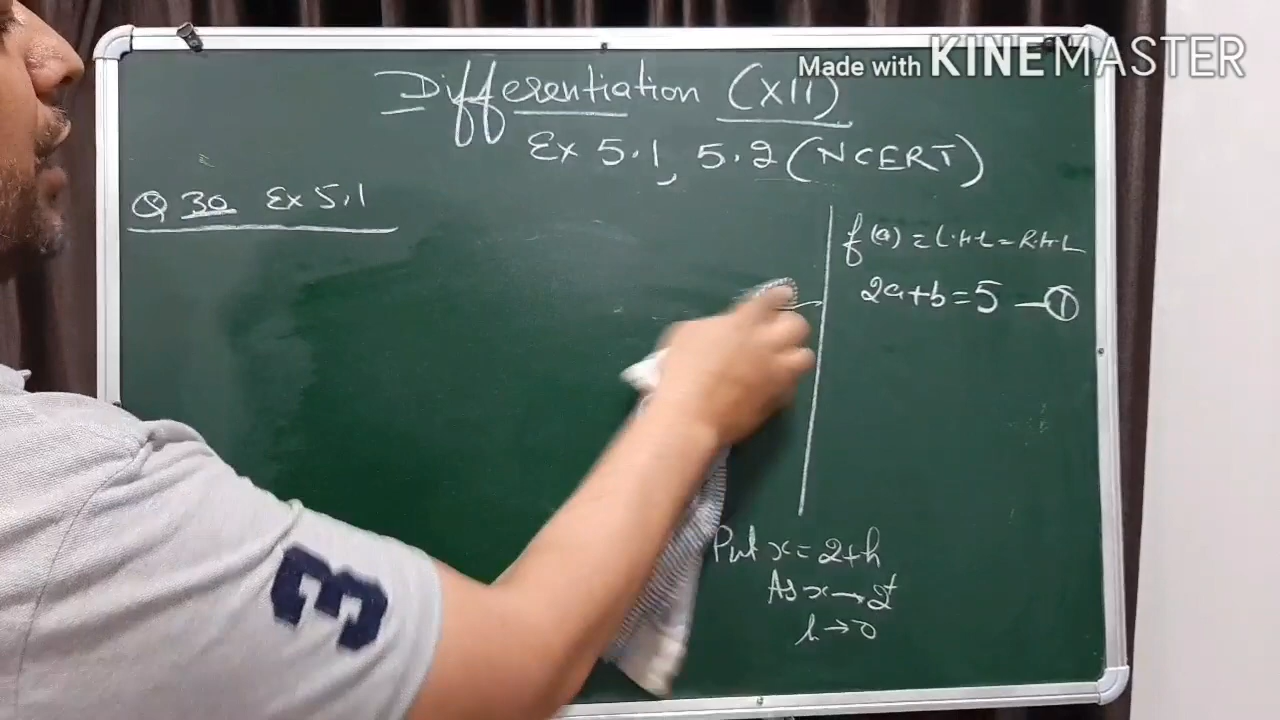 Made with KINEMASTER
Differentiation (XII)
Ex 5.1, 5.2 (NCERT)
Q 30 Ex 5.1
f(a) = L.H.L = R.H.L
2a+b=5 —①
Put x = 2+h
As x→2⁺
h→0
3